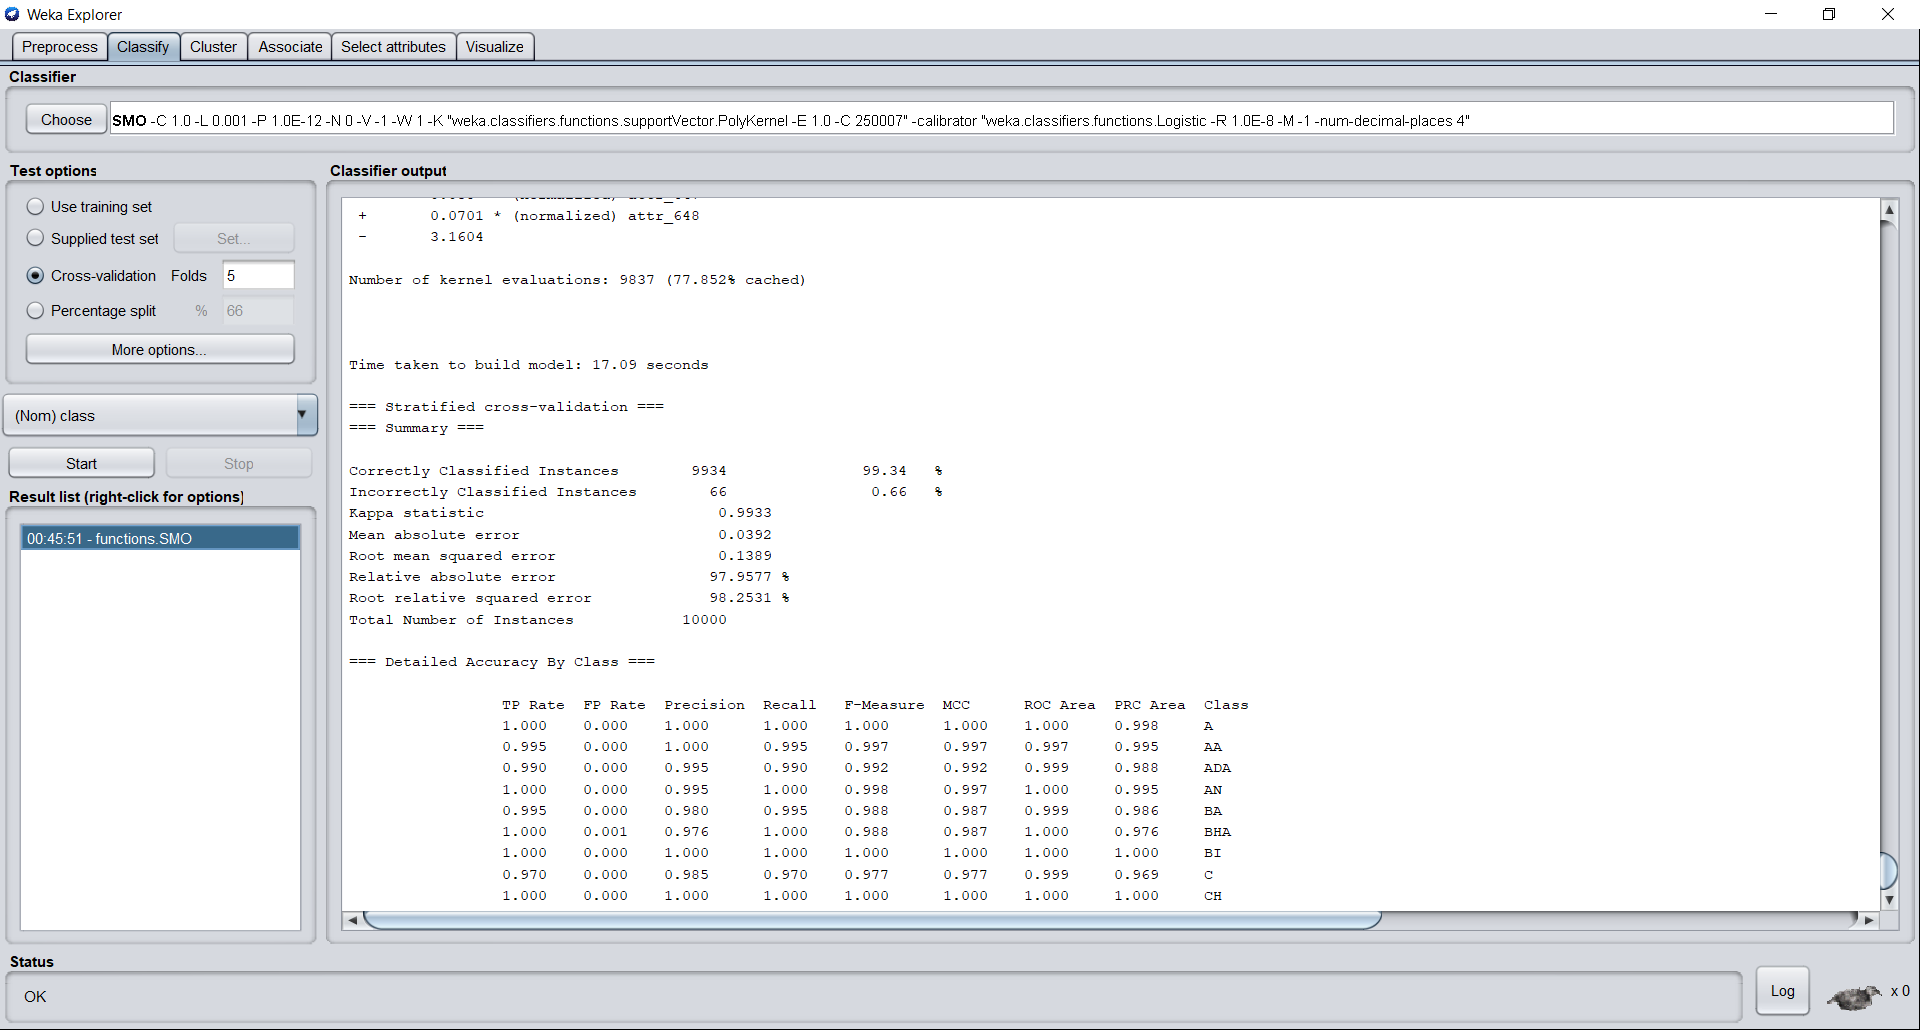 Weka Explorer
Preprocess Classify Cluster Associate Select attributes Visualize
Classifier
Choose SMO -C 1.0 -L 0.001 -P 1.0E-12 -N 0 -V -1 -W 1 -K "weka.classifiers.functions.supportVector.PolyKernel -E 1.0 -C 250007" -calibrator "weka.classifiers.functions.Logistic -R 1.0E-8 -M -1 -num-decimal-places 4"
Test options
Use training set
Supplied test set Set...
Cross-validation Folds 5
Percentage split % 66
More options...
(Nom) class
Start Stop
Result list (right-click for options)
00:45:51 - functions.SMO
Classifier output
+ 0.0701 * (normalized) attr_648
- 3.1604
Number of kernel evaluations: 9837 (77.852% cached)
Time taken to build model: 17.09 seconds
=== Stratified cross-validation ===
=== Summary ===
Correctly Classified Instances 9934 99.34 %
Incorrectly Classified Instances 66 0.66 %
Kappa statistic 0.9933
Mean absolute error 0.0392
Root mean squared error 0.1389
Relative absolute error 97.9577 %
Root relative squared error 98.2531 %
Total Number of Instances 10000
=== Detailed Accuracy By Class ===
TP Rate FP Rate Precision Recall F-Measure MCC ROC Area PRC Area Class
1.000 0.000 1.000 1.000 1.000 1.000 1.000 0.998 A
0.995 0.000 1.000 0.995 0.997 0.997 0.997 0.995 AA
0.990 0.000 0.995 0.990 0.992 0.992 0.999 0.988 ADA
1.000 0.000 0.995 1.000 0.998 0.997 1.000 0.995 AN
0.995 0.000 0.980 0.995 0.988 0.987 0.999 0.986 BA
1.000 0.001 0.976 1.000 0.988 0.987 1.000 0.976 BHA
1.000 0.000 1.000 1.000 1.000 1.000 1.000 1.000 BI
0.970 0.000 0.985 0.970 0.977 0.977 0.999 0.969 C
1.000 0.000 1.000 1.000 1.000 1.000 1.000 1.000 CH
Status
OK
Log x 0